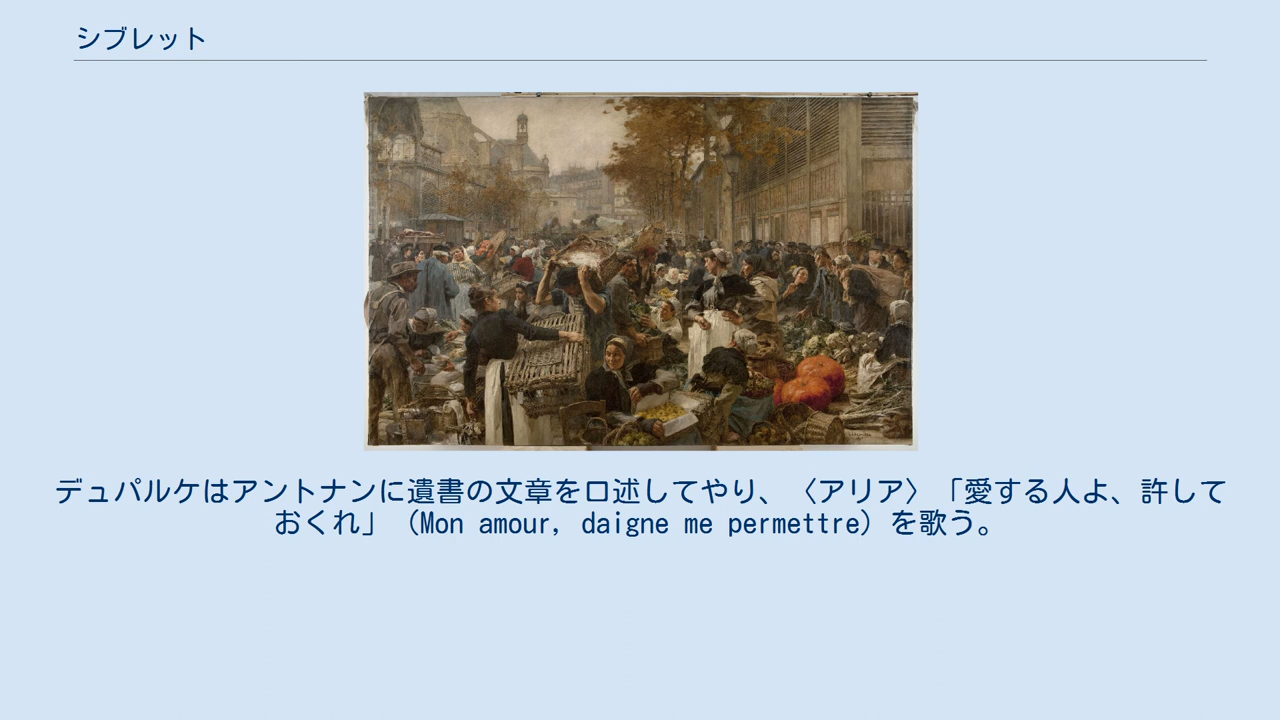 シブレット
デュパルケはアントナンに遺書の文章を口述してやり、〈アリア〉「愛する人よ、許して
おくれ」（Mon amour, daigne me permettre）を歌う。